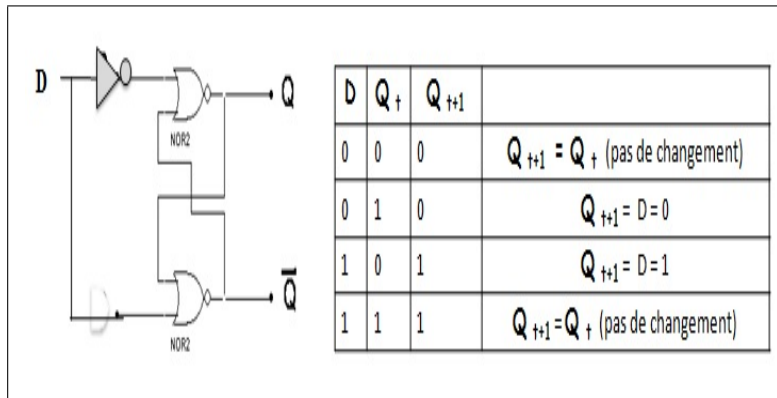 D
Q
NOR2
Q̅
NOR2
D Q t Q t+1
0 0 0 Q t+1 = Q t (pas de changement)
0 1 0 Q t+1 = D = 0
1 0 1 Q t+1 = D = 1
1 1 1 Q t+1 = Q t (pas de changement)